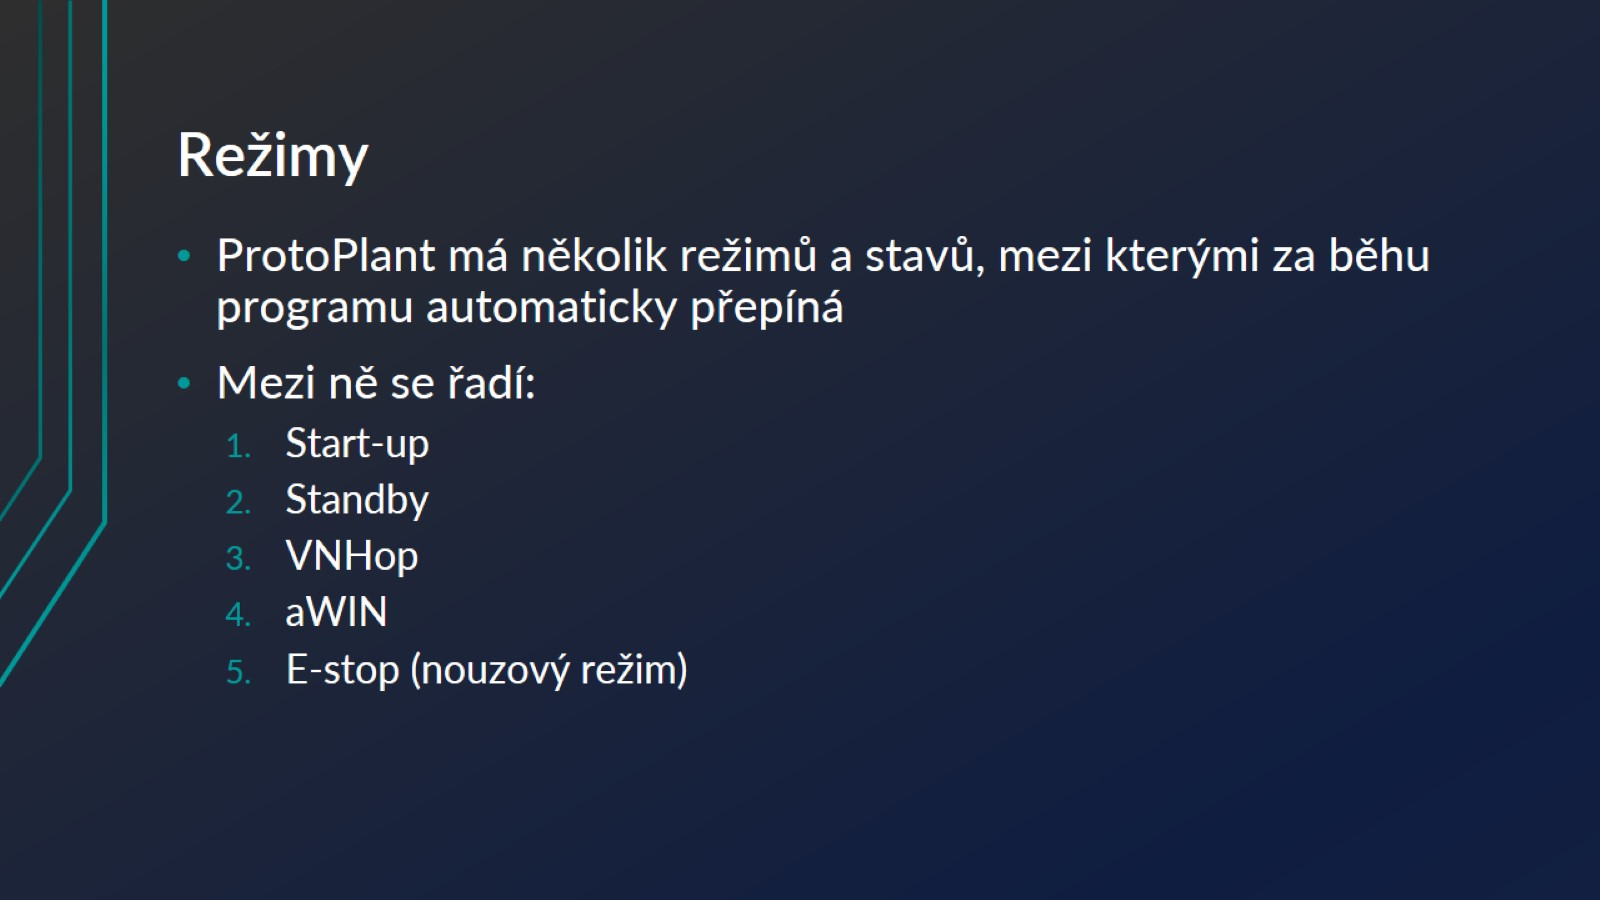 Režimy
• ProtoPlant má několik režimů a stavů, mezi kterými za běhu
programu automaticky přepíná
• Mezi ně se řadí:
1. Start-up
2. Standby
3. VNHop
4. aWIN
5. E-stop (nouzový režim)